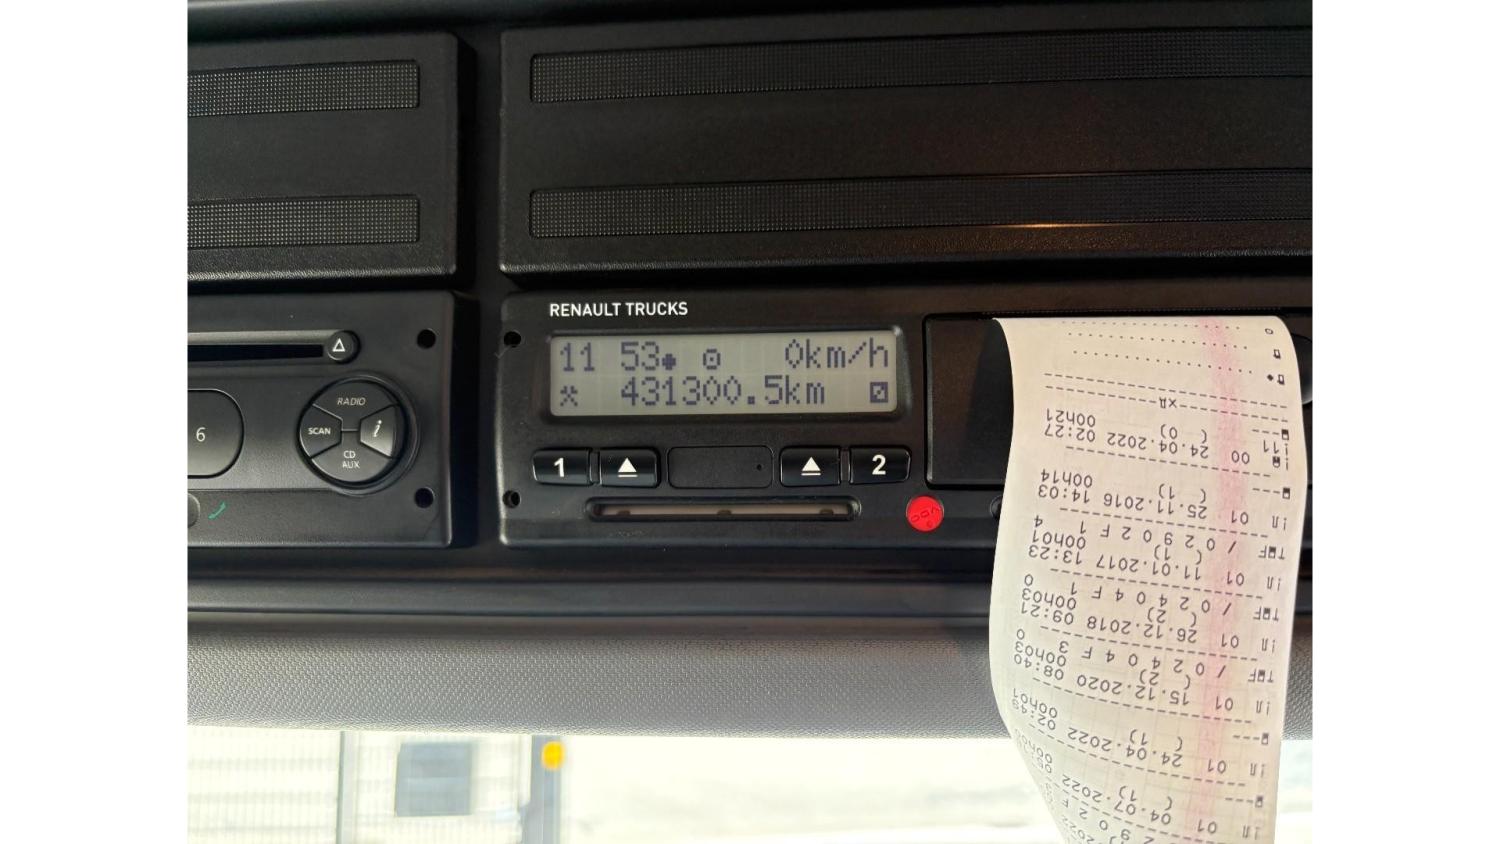 RENAULT TRUCKS
11 53 0km/h
431300.5km
1 2
RADIO
SCAN i
CD
AUX
6
VDO
04.07.2022
( 1)
01 24.04.2022 02:49
( 1) 00h01
01 15.12.2020 08:40
( 2) 00h03
/ 0 2 4 0 4 F 3 0
01 26.12.2018 09:21
( 2) 00h03
/ 0 2 4 0 4 F 1 0
01 11.01.2017 13:23
( 1) 00h01
/ 0 2 9 0 2 F 1 4
01 25.11.2016 14:03
( 1) 00h14
00 24.04.2022 02:27
( 0) 00h21